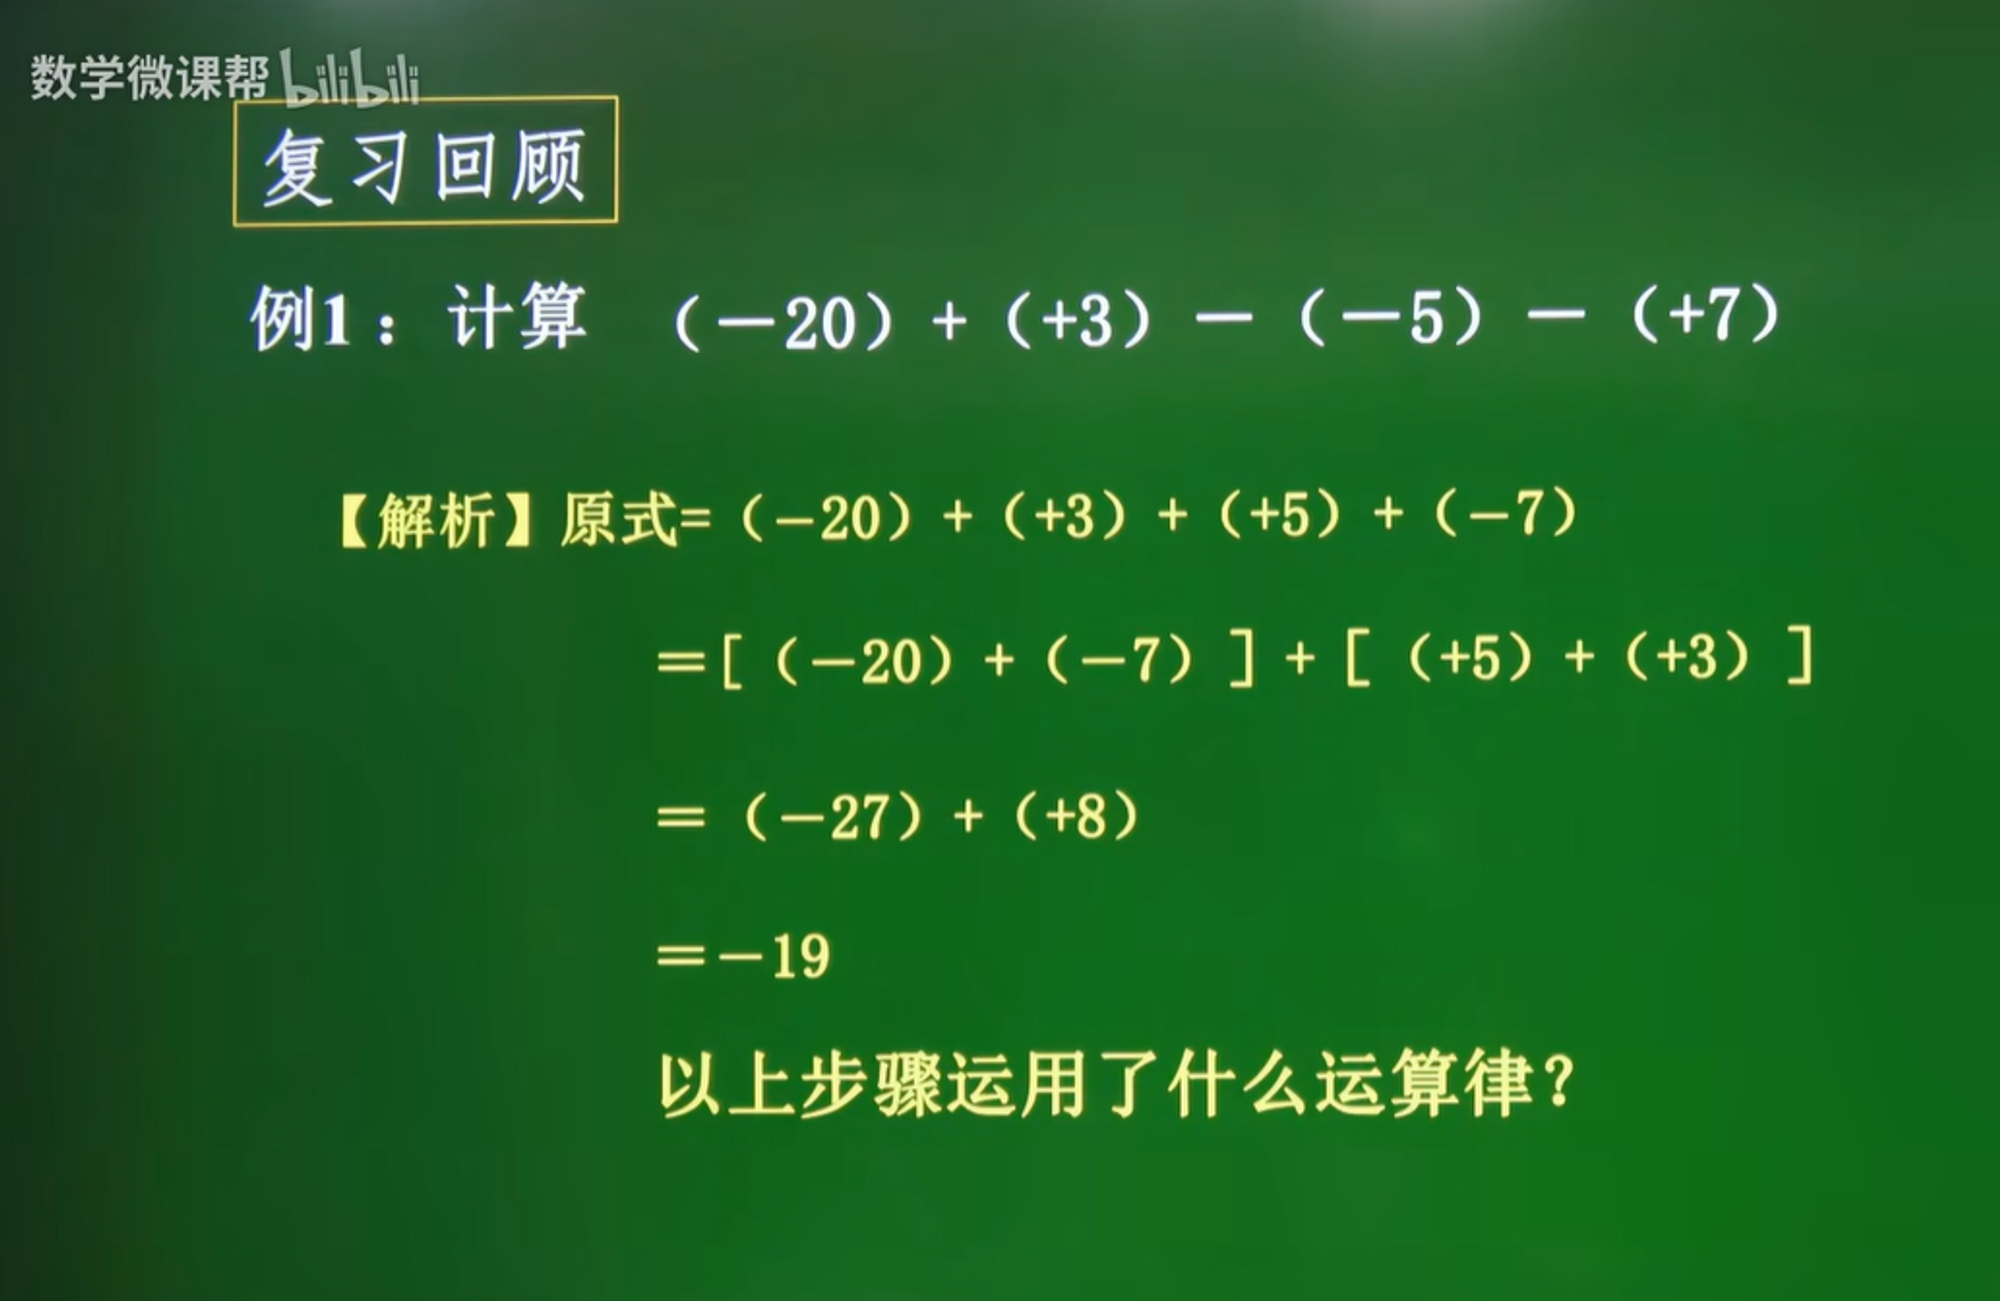 数学微课帮 bilibili
复习回顾
例1：计算 （－20）+（+3）－（－5）－（+7）
【解析】原式=（－20）+（+3）+（+5）+（－7）
＝[（－20）+（－7）]+[（+5）+（+3）]
＝（－27）+（+8）
＝－19
以上步骤运用了什么运算律？